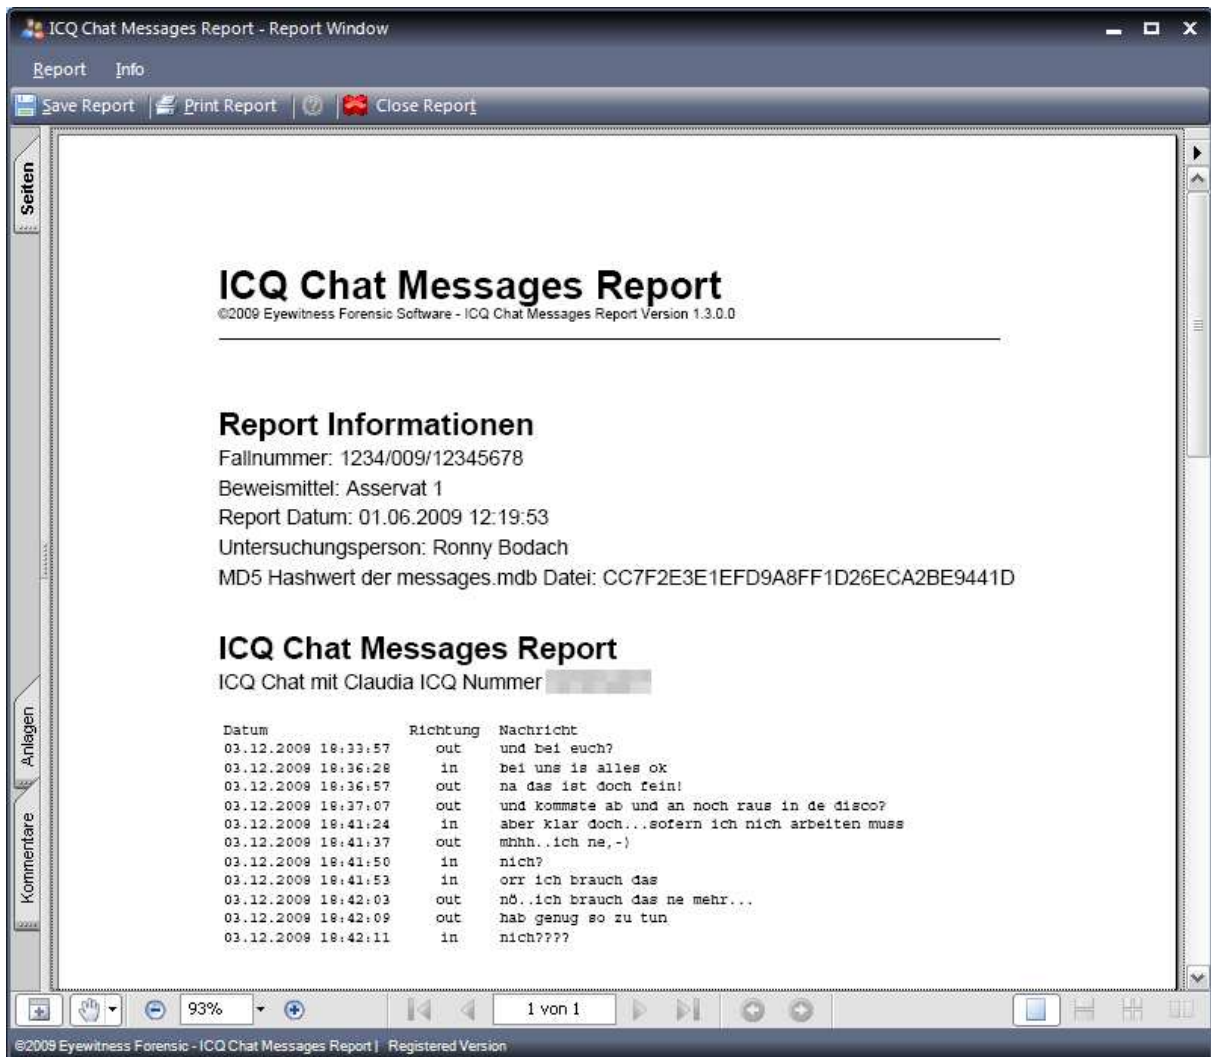 ICQ Chat Messages Report - Report Window
Report Info
Save Report Print Report Close Report
Seiten
ICQ Chat Messages Report
©2009 Eyewitness Forensic Software - ICQ Chat Messages Report Version 1.3.0.0
Report Informationen
Fallnummer: 1234/009/12345678
Beweismittel: Asservat 1
Report Datum: 01.06.2009 12:19:53
Untersuchungsperson: Ronny Bodach
MD5 Hashwert der messages.mdb Datei: CC7F2E3E1EFD9A8FF1D26ECA2BE9441D
ICQ Chat Messages Report
ICQ Chat mit Claudia ICQ Nummer
Datum Richtung Nachricht
03.12.2008 18:33:57 out und bei euch?
03.12.2008 18:36:28 in bei uns is alles ok
03.12.2008 18:36:57 out na das ist doch fein!
03.12.2008 18:37:07 out und kommste ab und an noch raus in de disco?
03.12.2008 18:41:24 in aber klar doch...sofern ich nich arbeiten muss
03.12.2008 18:41:37 out mhhh..ich ne,-)
03.12.2008 18:41:50 in nich?
03.12.2008 18:41:53 in orr ich brauch das
03.12.2008 18:42:03 out nö..ich brauch das ne mehr...
03.12.2008 18:42:09 out hab genug so zu tun
03.12.2008 18:42:11 in nich????
Anlagen
Kommentare
93% 1 von 1
©2009 Eyewitness Forensic - ICQ Chat Messages Report | Registered Version